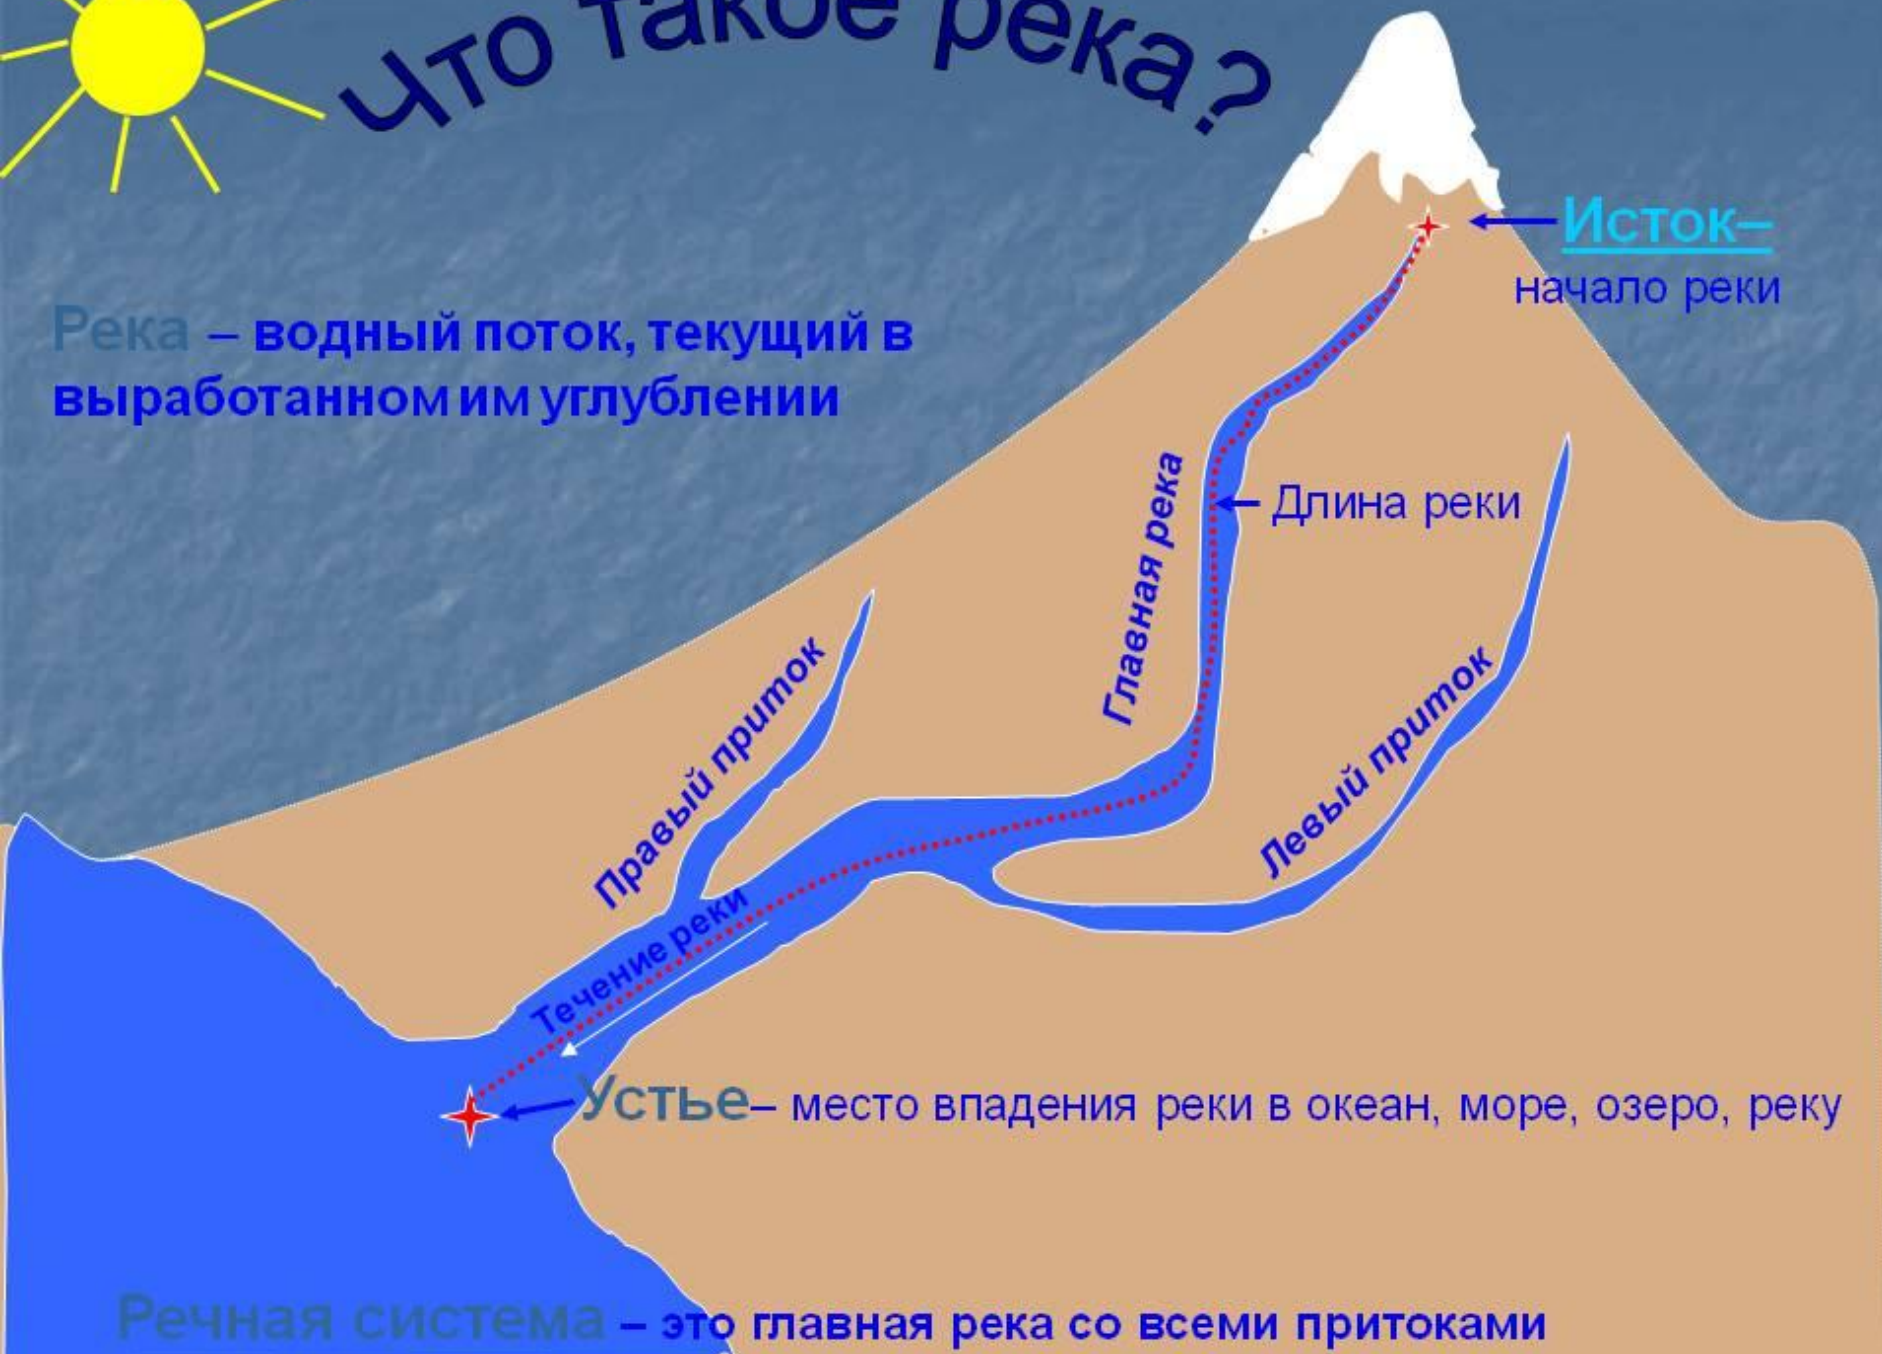 Что такое река?
Исток–
начало реки
Река – водный поток, текущий в
выработанном им углублении
Главная река
Длина реки
Правый приток
Левый приток
Течение реки
Устье– место впадения реки в океан, море, озеро, реку
Речная система – это главная река со всеми притоками